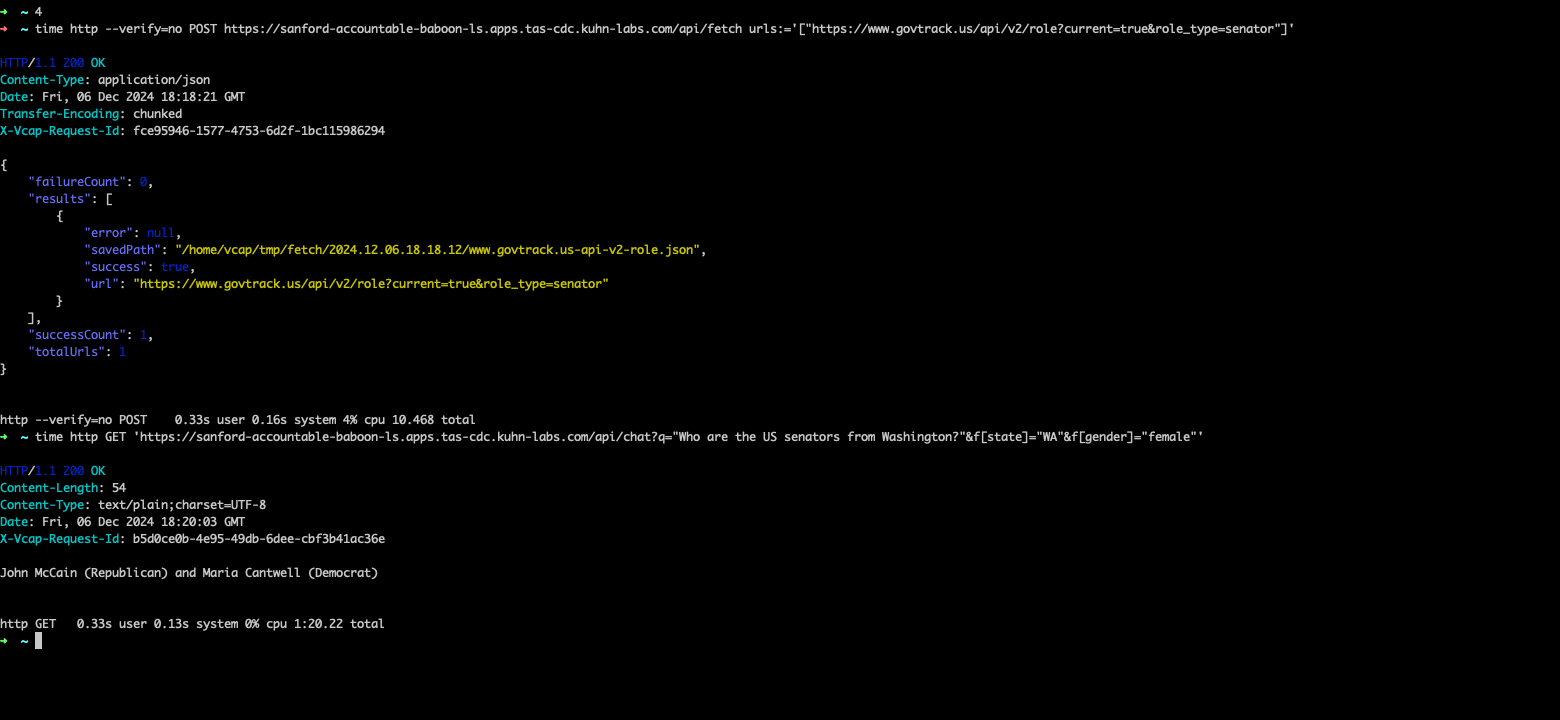 ➜  ~ 4
➜  ~ time http --verify=no POST https://sanford-accountable-baboon-ls.apps.tas-cdc.kuhn-labs.com/api/fetch urls:='["https://www.govtrack.us/api/v2/role?current=true&role_type=senator"]'
HTTP/1.1 200 OK
Content-Type: application/json
Date: Fri, 06 Dec 2024 18:18:21 GMT
Transfer-Encoding: chunked
X-Vcap-Request-Id: fce95946-1577-4753-6d2f-1bc115986294
{
    "failureCount": 0,
    "results": [
        {
            "error": null,
            "savedPath": "/home/vcap/tmp/fetch/2024.12.06.18.18.12/www.govtrack.us-api-v2-role.json",
            "success": true,
            "url": "https://www.govtrack.us/api/v2/role?current=true&role_type=senator"
        }
    ],
    "successCount": 1,
    "totalUrls": 1
}
http --verify=no POST    0.33s user 0.16s system 4% cpu 10.468 total
➜  ~ time http GET 'https://sanford-accountable-baboon-ls.apps.tas-cdc.kuhn-labs.com/api/chat?q="Who are the US senators from Washington?"&f[state]="WA"&f[gender]="female"'
HTTP/1.1 200 OK
Content-Length: 54
Content-Type: text/plain;charset=UTF-8
Date: Fri, 06 Dec 2024 18:20:03 GMT
X-Vcap-Request-Id: b5d0ce0b-4e95-49db-6dee-cbf3b41ac36e
John McCain (Republican) and Maria Cantwell (Democrat)
http GET   0.33s user 0.13s system 0% cpu 1:20.22 total
➜  ~